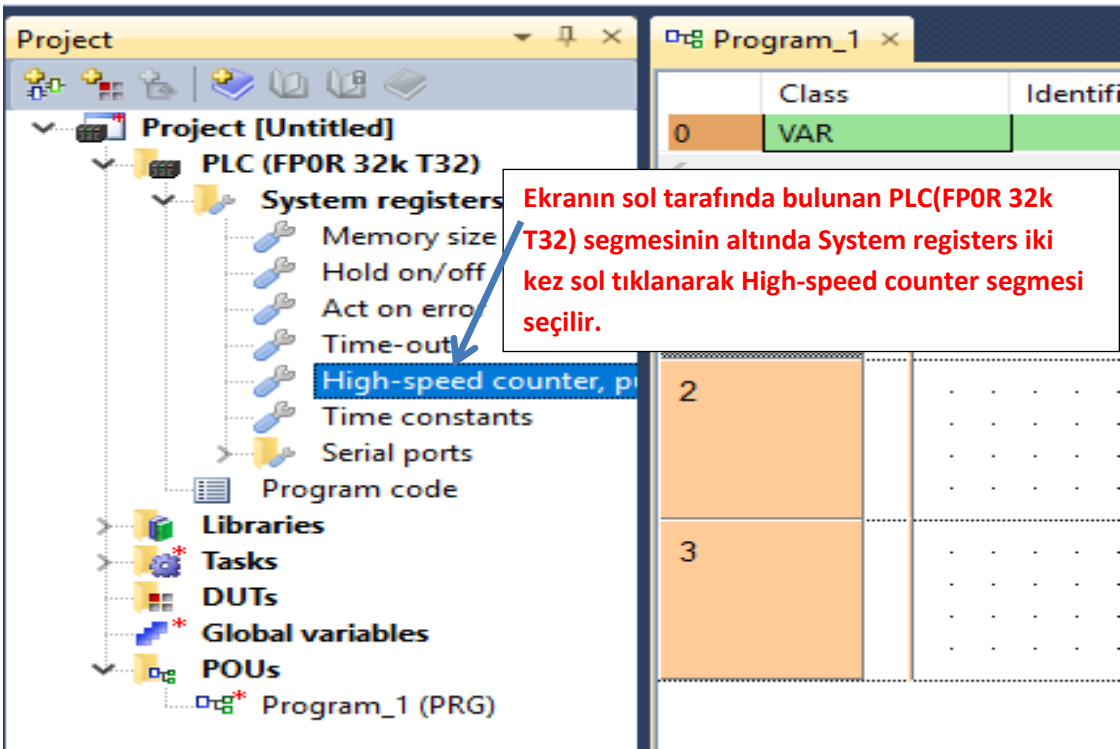 Project
Project [Untitled]
PLC (FP0R 32k T32)
System registers
Memory size
Hold on/off
Act on error
Time-out
High-speed counter, pu
Time constants
Serial ports
Program code
Libraries
Tasks
DUTs
Global variables
POUs
Program_1 (PRG)
Program_1
Class Identifi
0 VAR
Ekranın sol tarafında bulunan PLC(FP0R 32k
T32) segmesinin altında System registers iki
kez sol tıklanarak High-speed counter segmesi
seçilir.
2
3